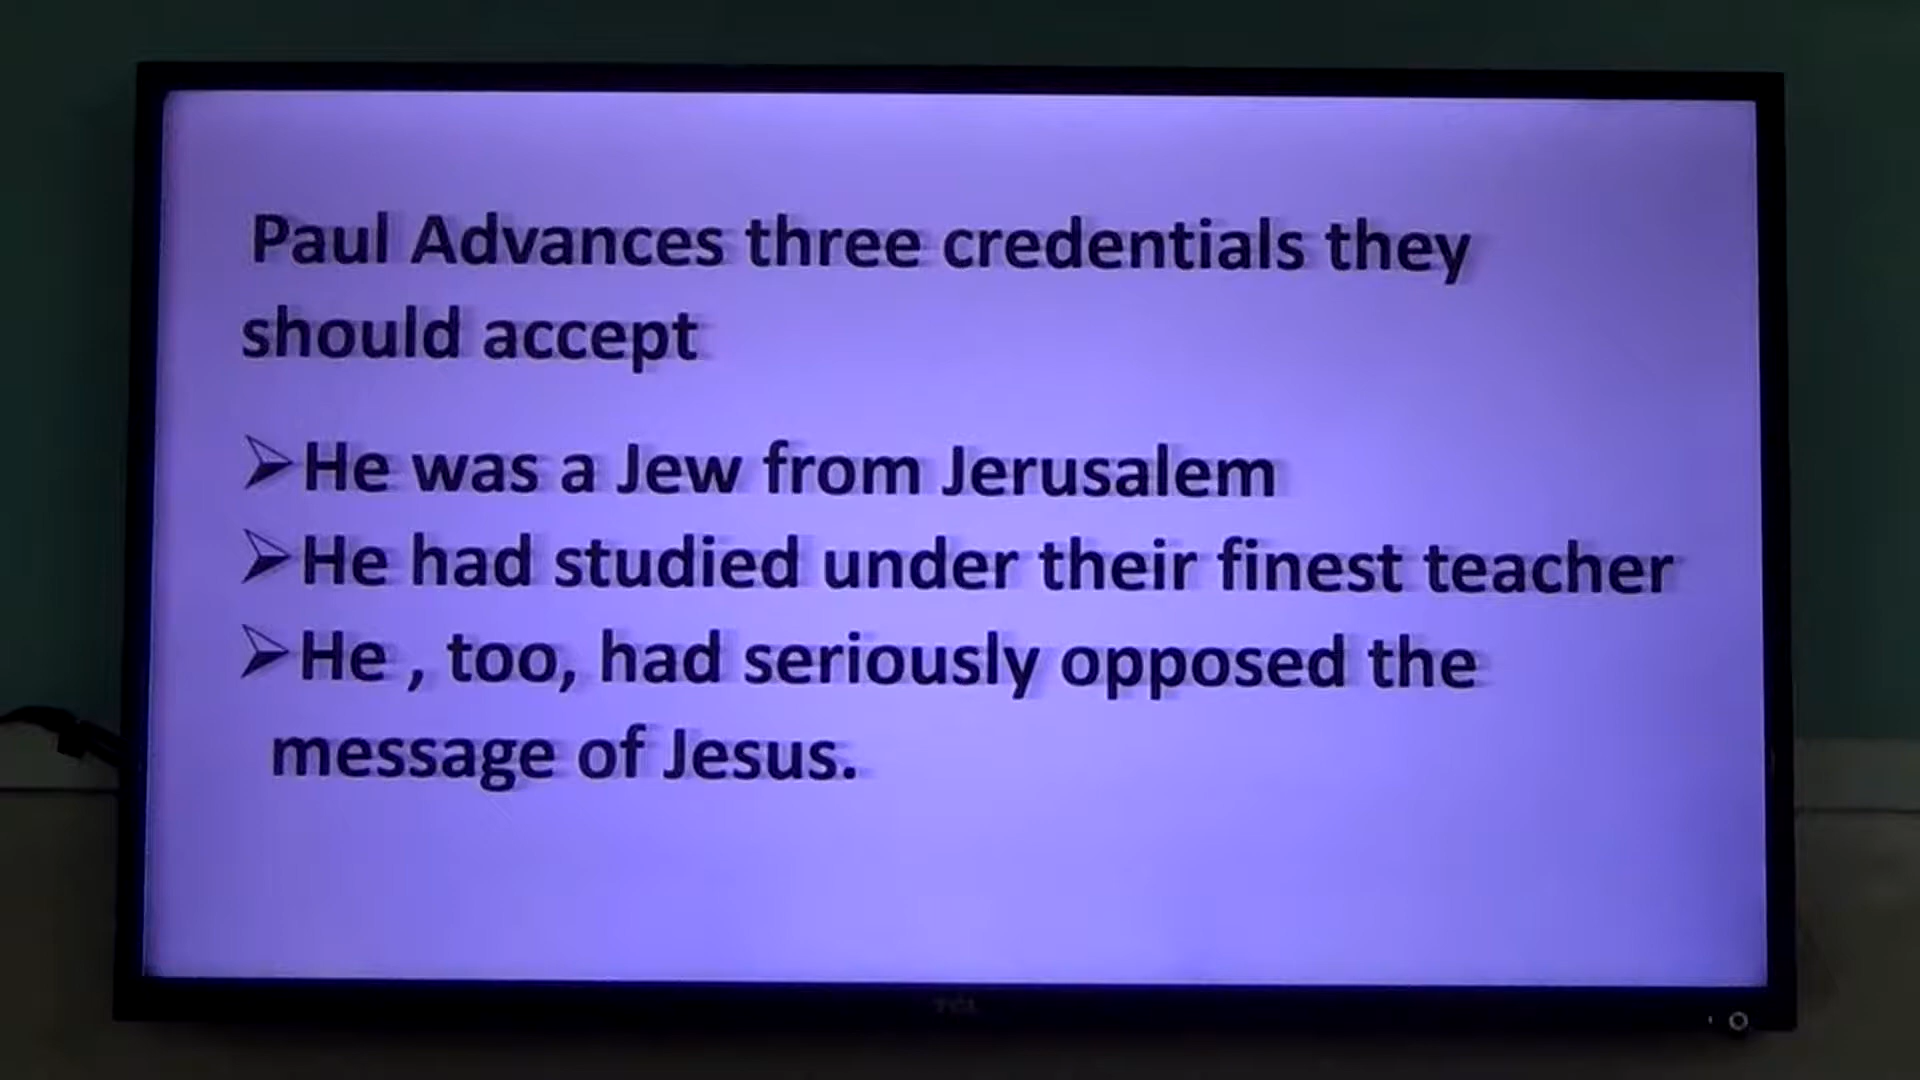 Paul Advances three credentials they
should accept
➢He was a Jew from Jerusalem
➢He had studied under their finest teacher
➢He , too, had seriously opposed the
message of Jesus.
TCL